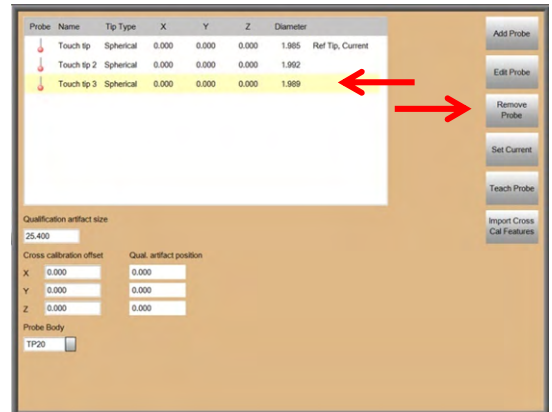 Probe Name Tip Type X Y Z Diameter
Touch tip Spherical 0.000 0.000 0.000 1.985 Ref Tip, Current
Touch tip 2 Spherical 0.000 0.000 0.000 1.992
Touch tip 3 Spherical 0.000 0.000 0.000 1.989
Add Probe
Edit Probe
Remove
Probe
Set Current
Teach Probe
Import Cross
Cal Features
Qualification artifact size
25.400
Cross calibration offset Qual. artifact position
X 0.000 0.000
Y 0.000 0.000
Z 0.000 0.000
Probe Body
TP20